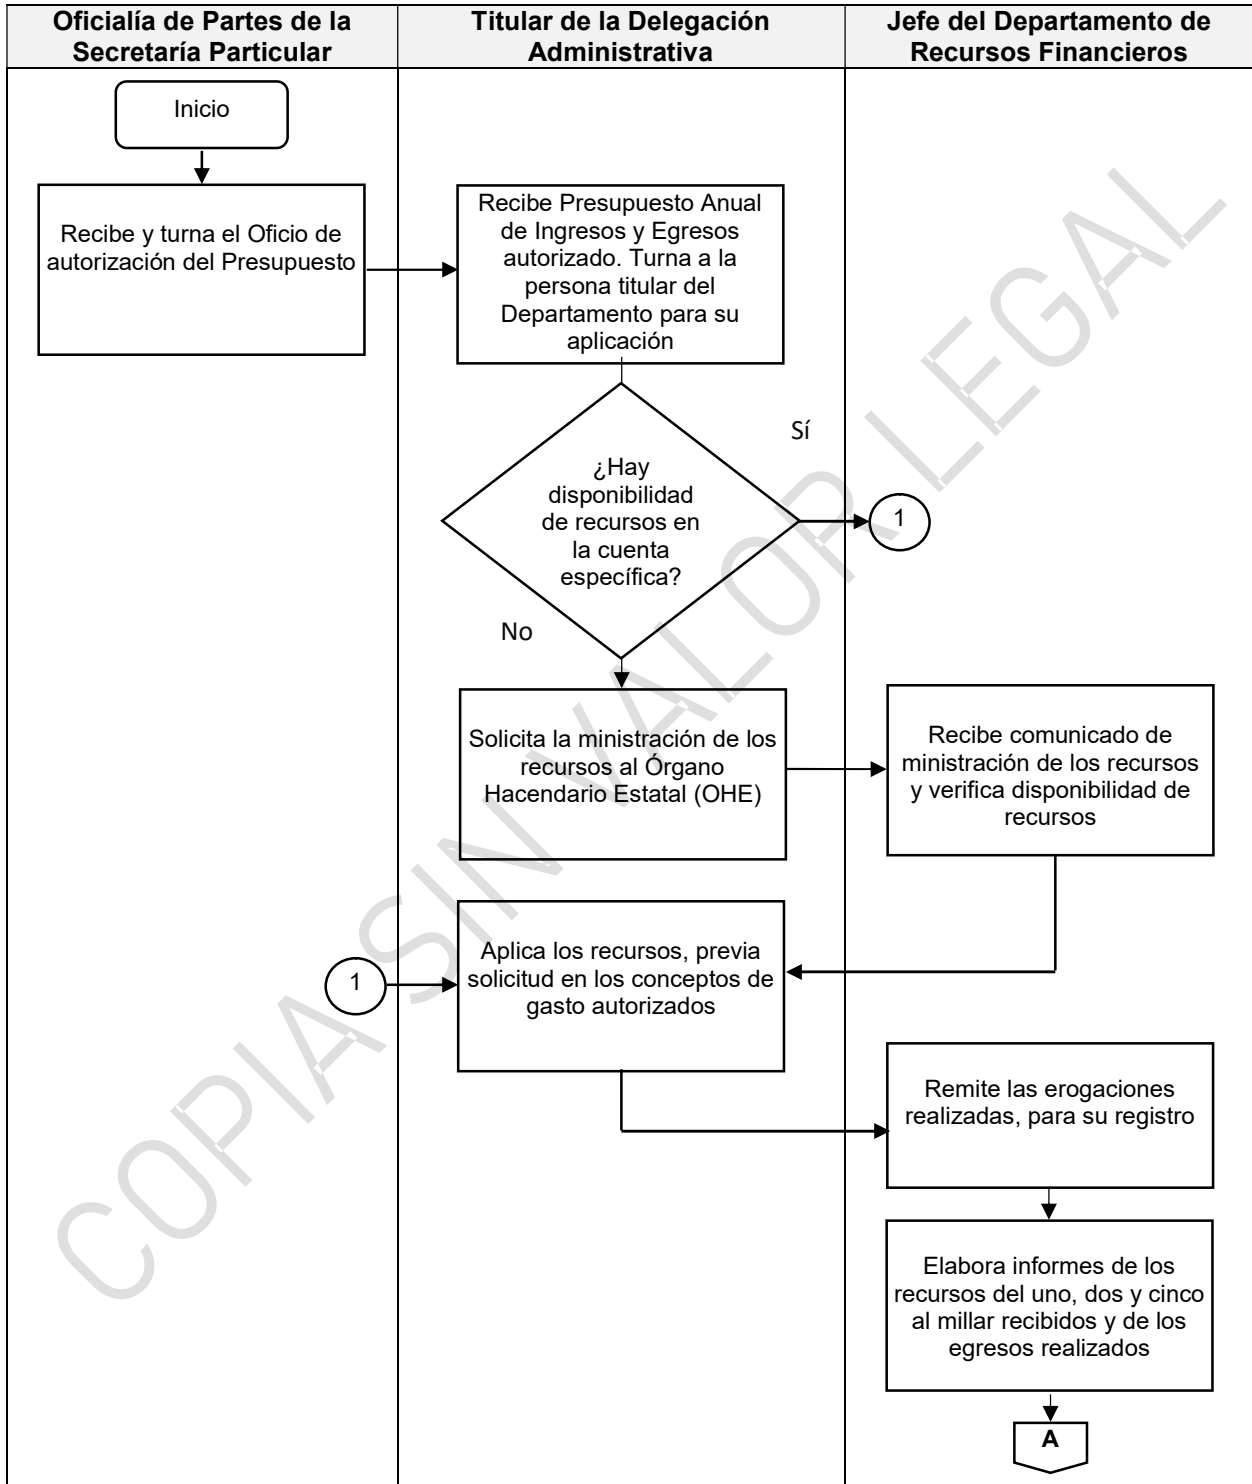 Oficialía de Partes de la
Secretaría Particular
Titular de la Delegación
Administrativa
Jefe del Departamento de
Recursos Financieros
Inicio
Recibe y turna el Oficio de
autorización del Presupuesto
Recibe Presupuesto Anual
de Ingresos y Egresos
autorizado. Turna a la
persona titular del
Departamento para su
aplicación
¿Hay
disponibilidad
de recursos en
la cuenta
específica?
Sí
1
No
Solicita la ministración de los
recursos al Órgano
Hacendario Estatal (OHE)
Recibe comunicado de
ministración de los recursos
y verifica disponibilidad de
recursos
1
Aplica los recursos, previa
solicitud en los conceptos de
gasto autorizados
Remite las erogaciones
realizadas, para su registro
Elabora informes de los
recursos del uno, dos y cinco
al millar recibidos y de los
egresos realizados
A
COPIA SIN VALOR LEGAL